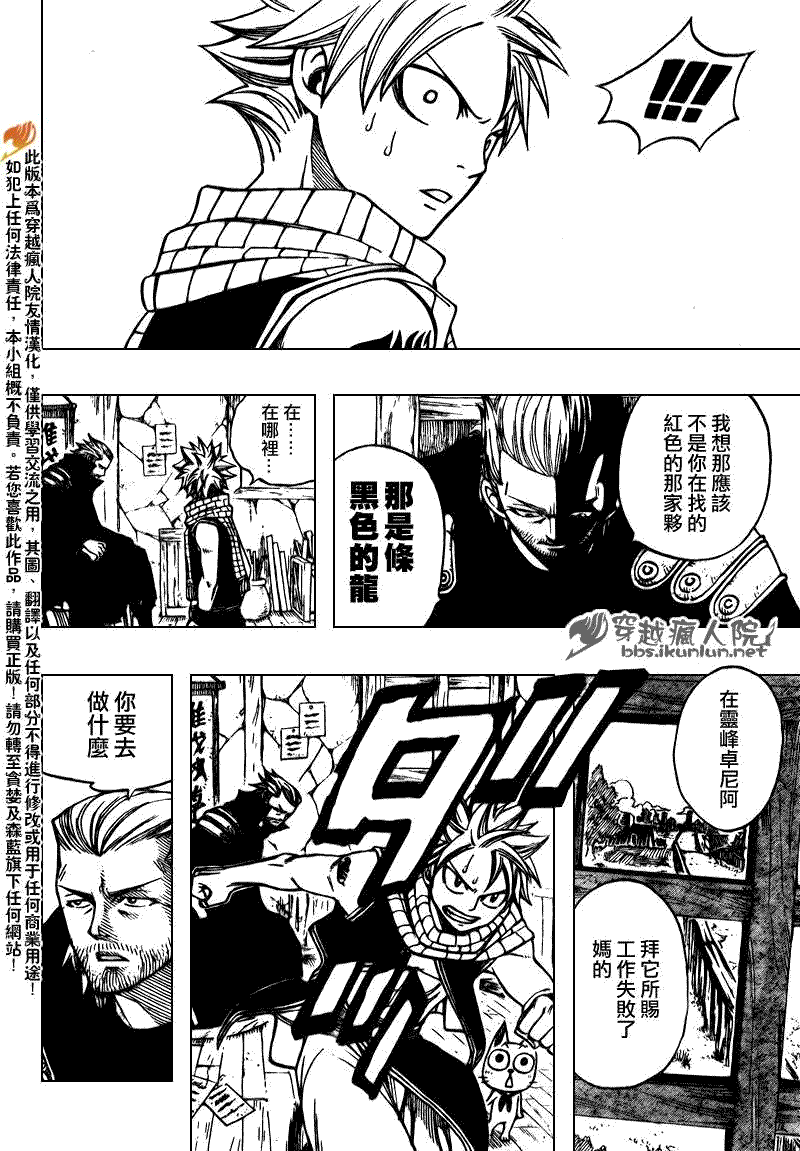 !!!
我想那應該
不是你在找的
紅色的那家夥
那是條
黑色的龍
在……
在哪裡…
在靈峰卓尼阿
拜它所賜
工作失敗了
媽的
ダッ
你要去
做什麼
穿越瘋人院
bbs.ikunlun.net
此版本爲穿越瘋人院友情漢化，僅供學習交流之用，其圖、翻譯以及任何部分不得進行修改或用于任何商業用途！
如犯上任何法律責任，本小組概不負責。若您喜歡此作品，請購買正版！請勿轉至貪婪及森藍旗下任何網站！